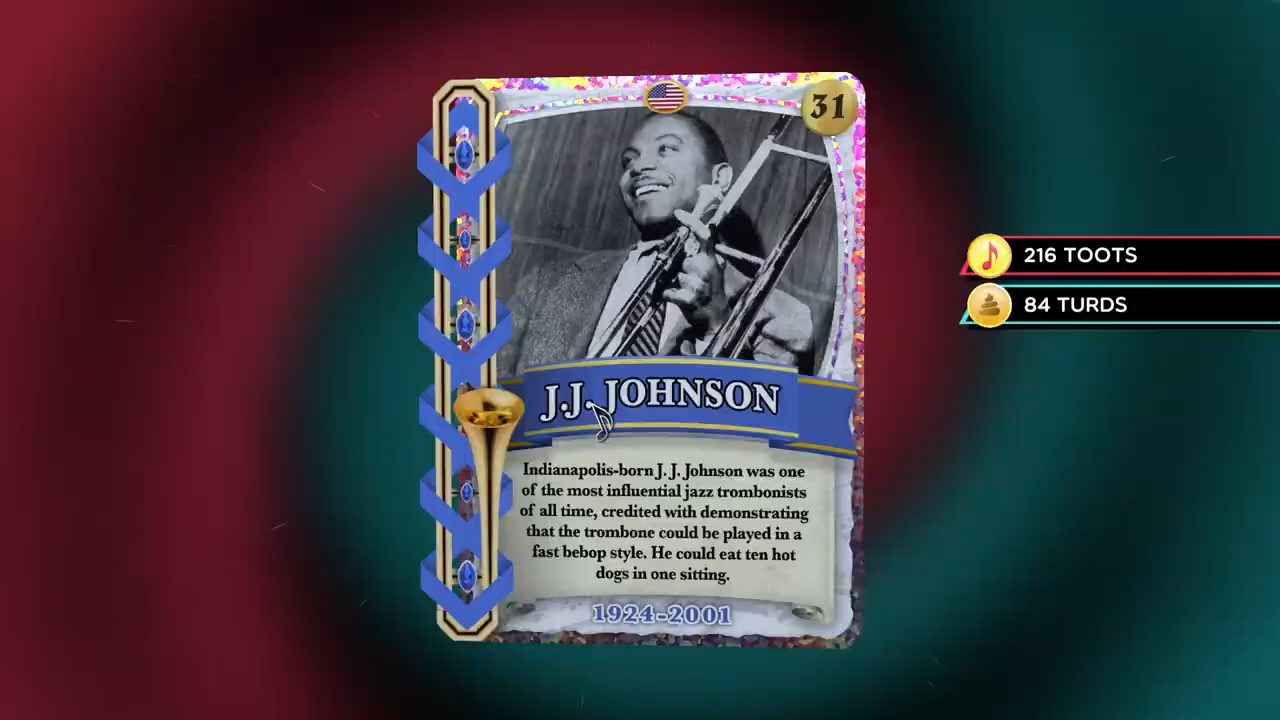 31
216 TOOTS
84 TURDS
J.J. JOHNSON
Indianapolis-born J. J. Johnson was one
of the most influential jazz trombonists
of all time, credited with demonstrating
that the trombone could be played in a
fast bebop style. He could eat ten hot
dogs in one sitting.
1924-2001